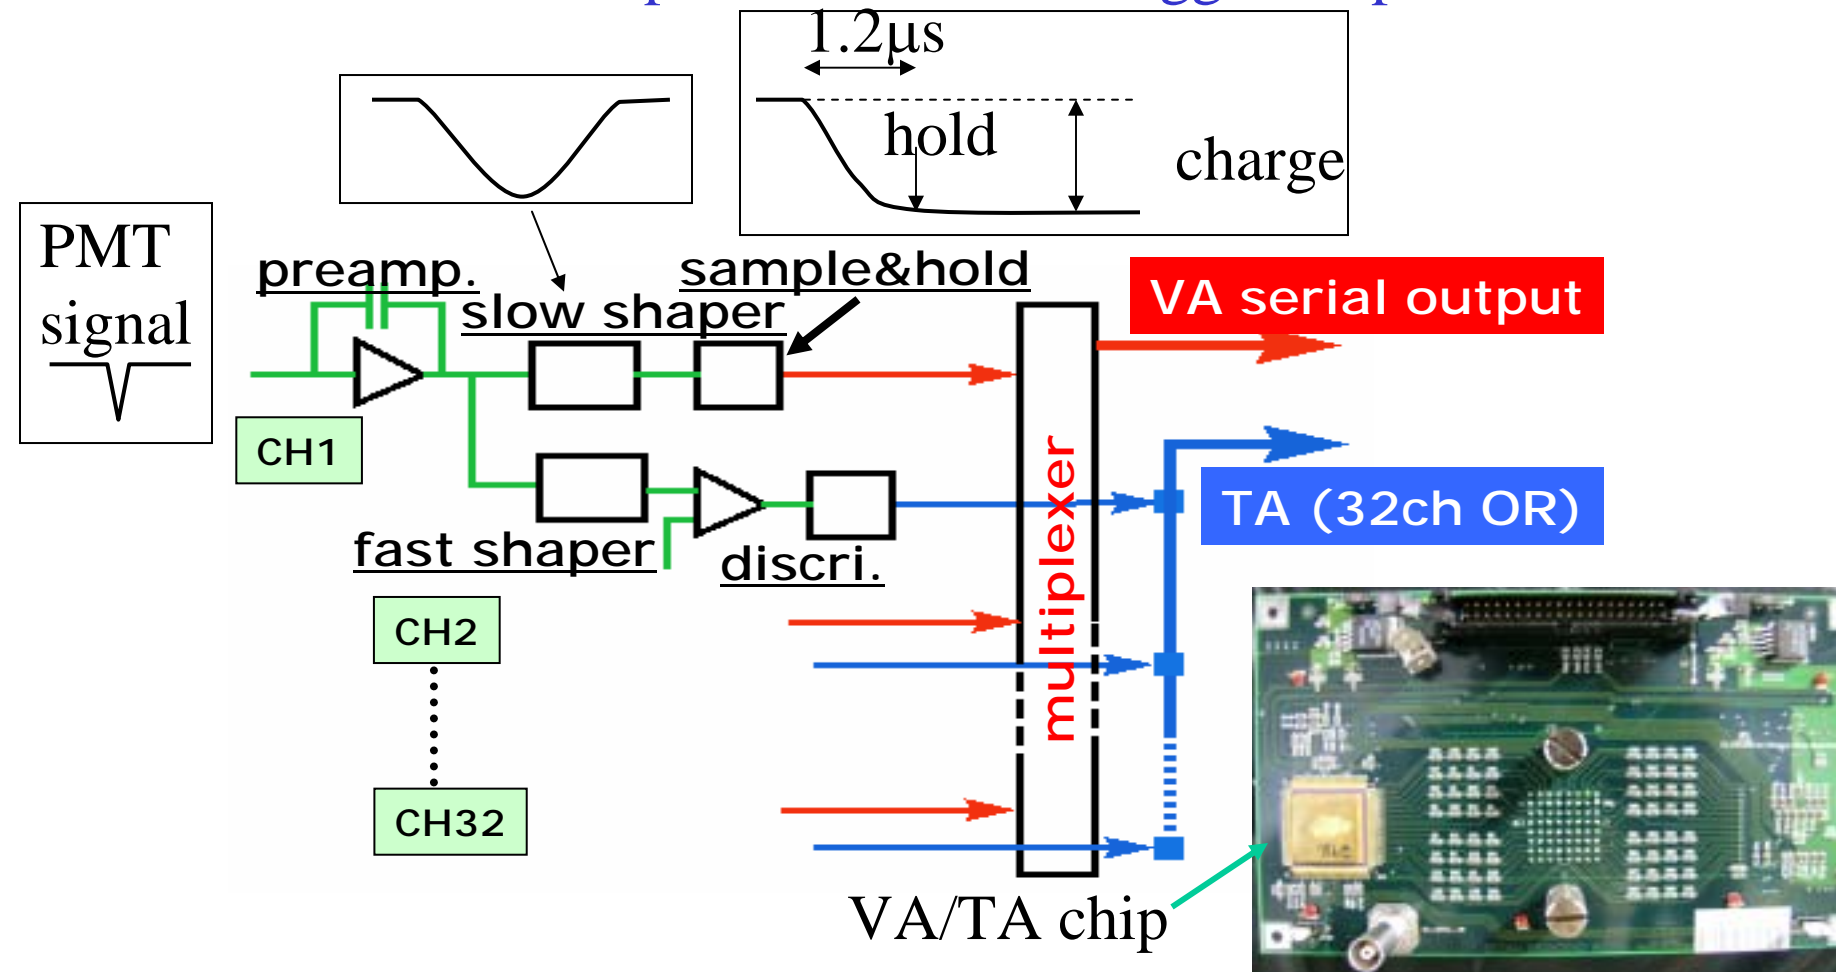 1.2μs
hold
charge
PMT
signal
preamp.
slow shaper
sample&hold
VA serial output
CH1
multiplexer
TA (32ch OR)
fast shaper
discri.
CH2
CH32
VA/TA chip